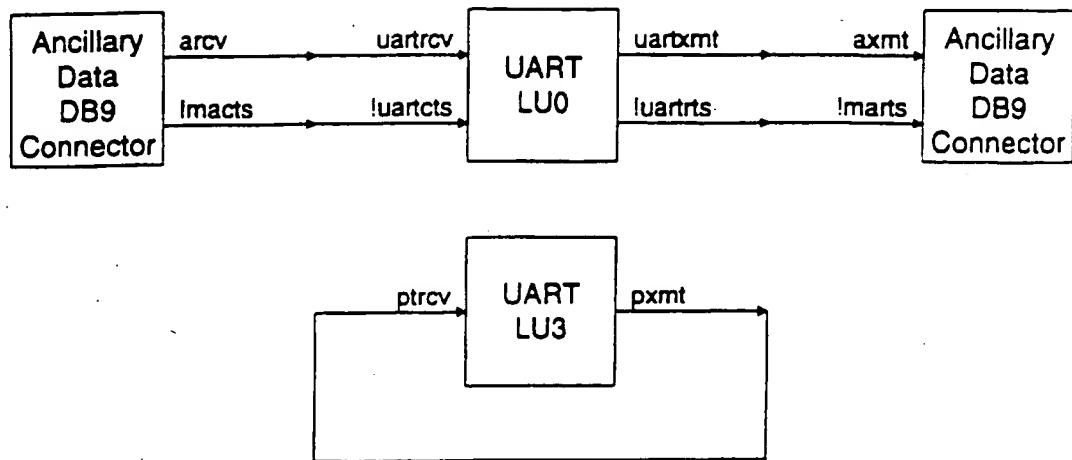 Ancillary
Data
DB9
Connector
arcv
uartrcv
!macts
!uartcts
UART
LU0
uartxmt
axmt
!uartrts
!marts
Ancillary
Data
DB9
Connector
ptrcv
UART
LU3
pxmt